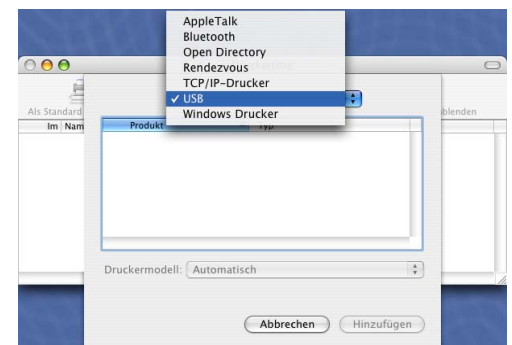 AppleTalk
Bluetooth
Open Directory
Rendezvous
TCP/IP-Drucker
✓ USB
Windows Drucker
Als Standard
blenden
Im Nam
Produkt Typ
Druckermodell: Automatisch
Abbrechen Hinzufügen